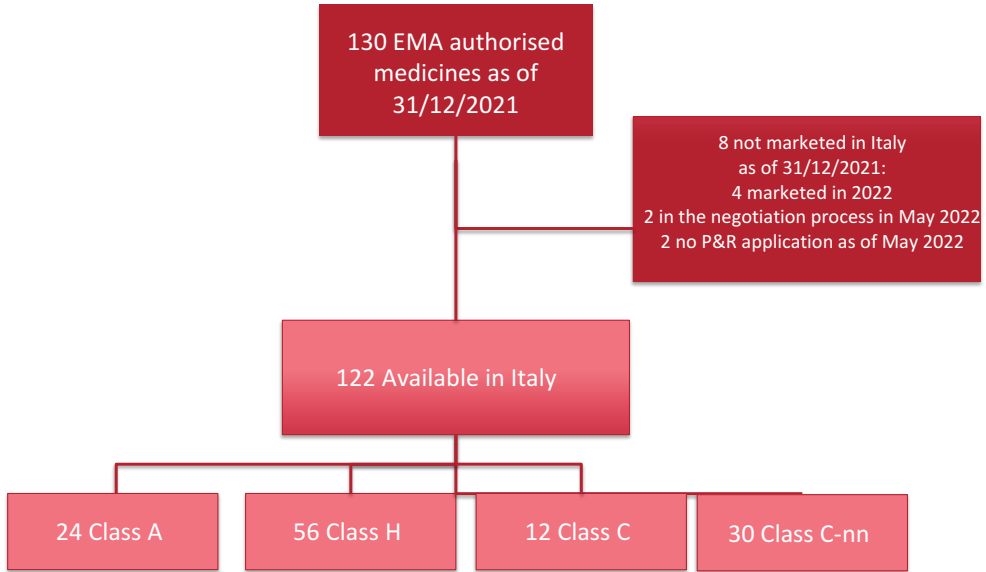 130 EMA authorised
medicines as of
31/12/2021
8 not marketed in Italy
as of 31/12/2021:
4 marketed in 2022
2 in the negotiation process in May 2022
2 no P&R application as of May 2022
122 Available in Italy
24 Class A
56 Class H
12 Class C
30 Class C-nn